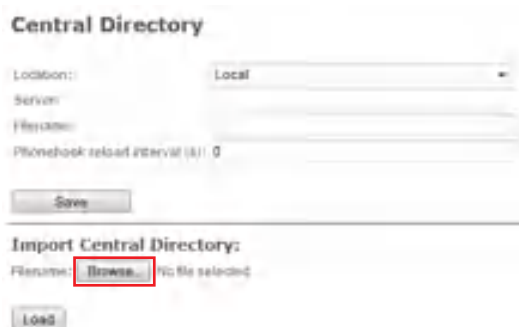 Central Directory
Location: Local
Server:
Filename:
Phonebook reload interval (s): 0
Save
Import Central Directory:
Filename: Browse... No file selected
Load